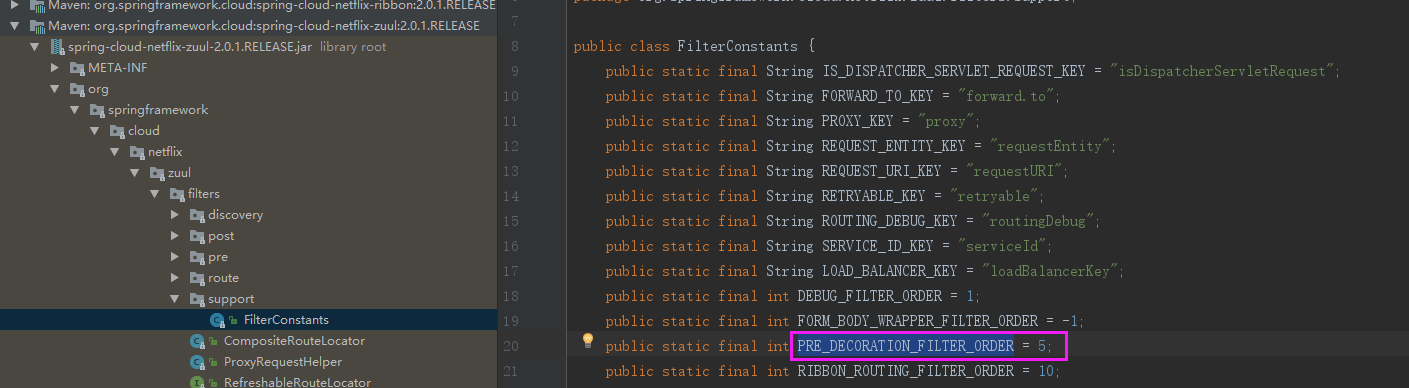 Maven: org.springframework.cloud:spring-cloud-netflix-ribbon:2.0.1.RELEASE
Maven: org.springframework.cloud:spring-cloud-netflix-zuul:2.0.1.RELEASE
spring-cloud-netflix-zuul-2.0.1.RELEASE.jar library root
META-INF
org
springframework
cloud
netflix
zuul
filters
discovery
post
pre
route
support
FilterConstants
CompositeRouteLocator
ProxyRequestHelper
RefreshableRouteLocator
7
8 public class FilterConstants {
9 public static final String IS_DISPATCHER_SERVLET_REQUEST_KEY = "isDispatcherServletRequest";
10 public static final String FORWARD_TO_KEY = "forward.to";
11 public static final String PROXY_KEY = "proxy";
12 public static final String REQUEST_ENTITY_KEY = "requestEntity";
13 public static final String REQUEST_URI_KEY = "requestURI";
14 public static final String RETRYABLE_KEY = "retryable";
15 public static final String ROUTING_DEBUG_KEY = "routingDebug";
16 public static final String SERVICE_ID_KEY = "serviceId";
17 public static final String LOAD_BALANCER_KEY = "loadBalancerKey";
18 public static final int DEBUG_FILTER_ORDER = 1;
19 public static final int FORM_BODY_WRAPPER_FILTER_ORDER = -1;
20 public static final int PRE_DECORATION_FILTER_ORDER = 5;
21 public static final int RIBBON_ROUTING_FILTER_ORDER = 10;